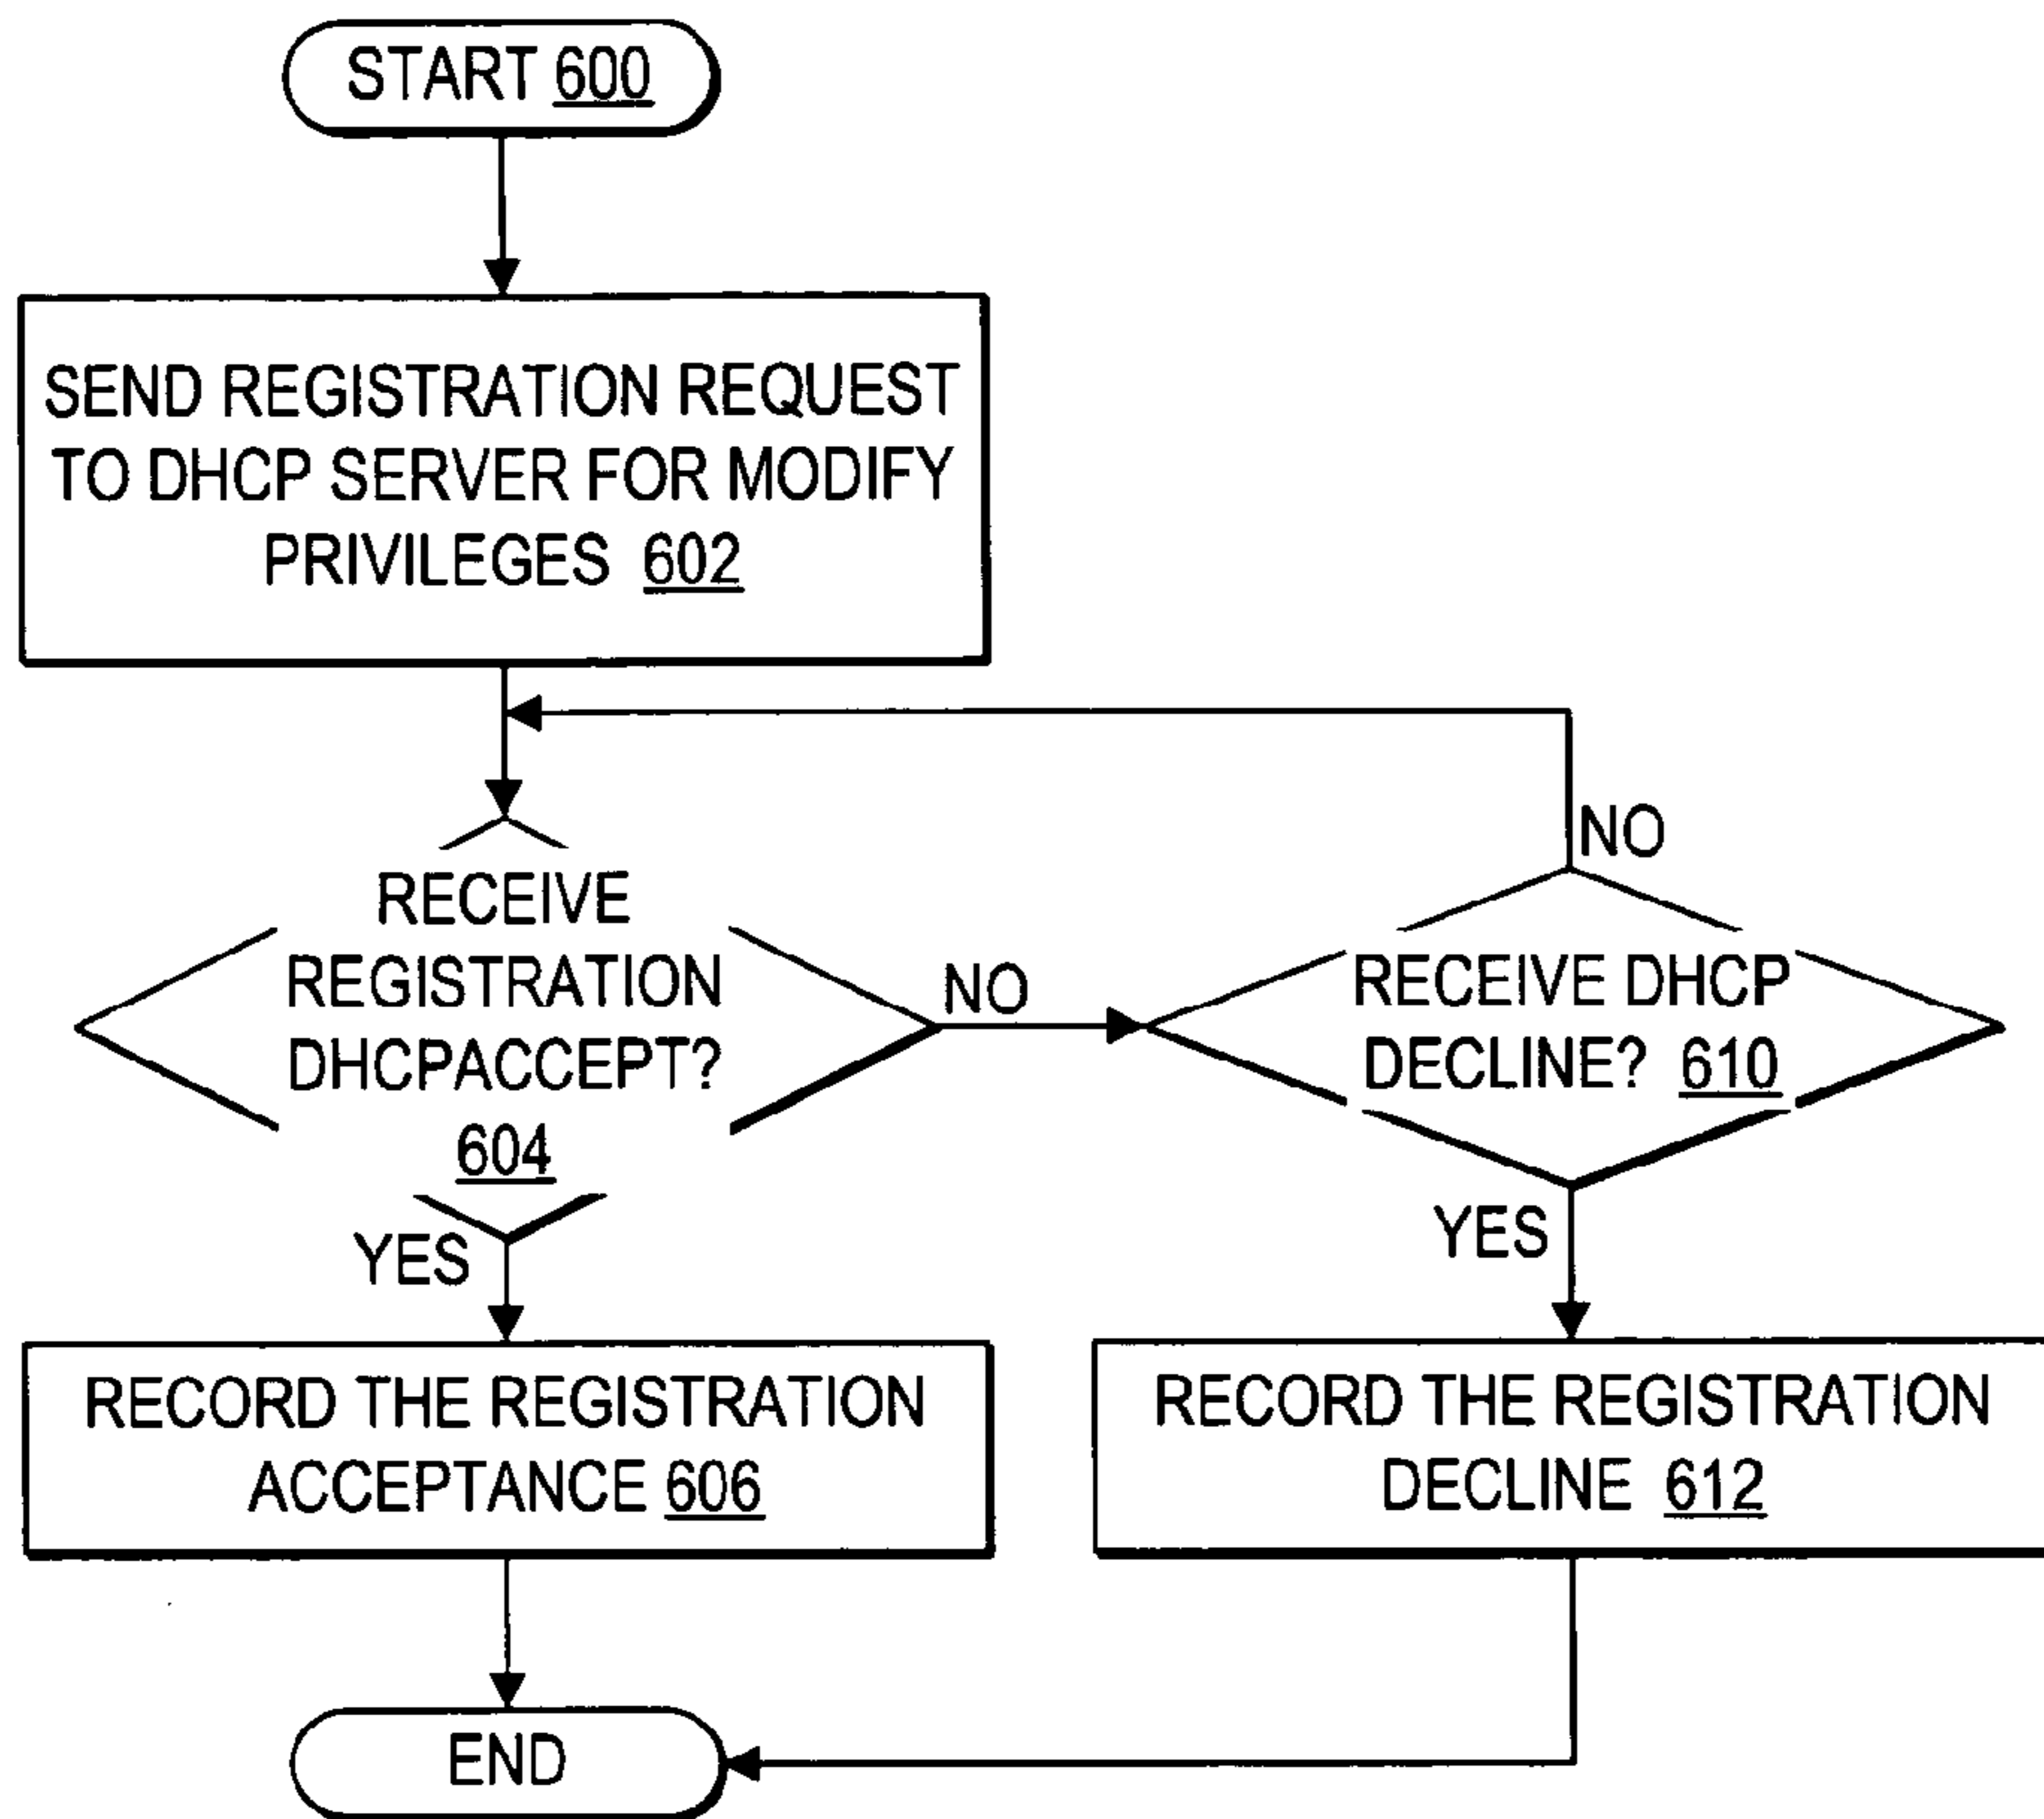 START 600
SEND REGISTRATION REQUEST
TO DHCP SERVER FOR MODIFY
PRIVILEGES 602
NO
RECEIVE
REGISTRATION
DHCPACCEPT?
604
NO
RECEIVE DHCP
DECLINE? 610
YES
YES
RECORD THE REGISTRATION
ACCEPTANCE 606
RECORD THE REGISTRATION
DECLINE 612
END